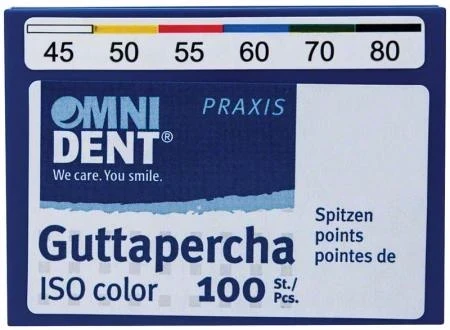 45 50 55 60 70 80
OMNI PRAXIS
DENT®
We care. You smile.
Spitzen
points
pointes de
Guttapercha
ISO color 100 St./
Pcs.